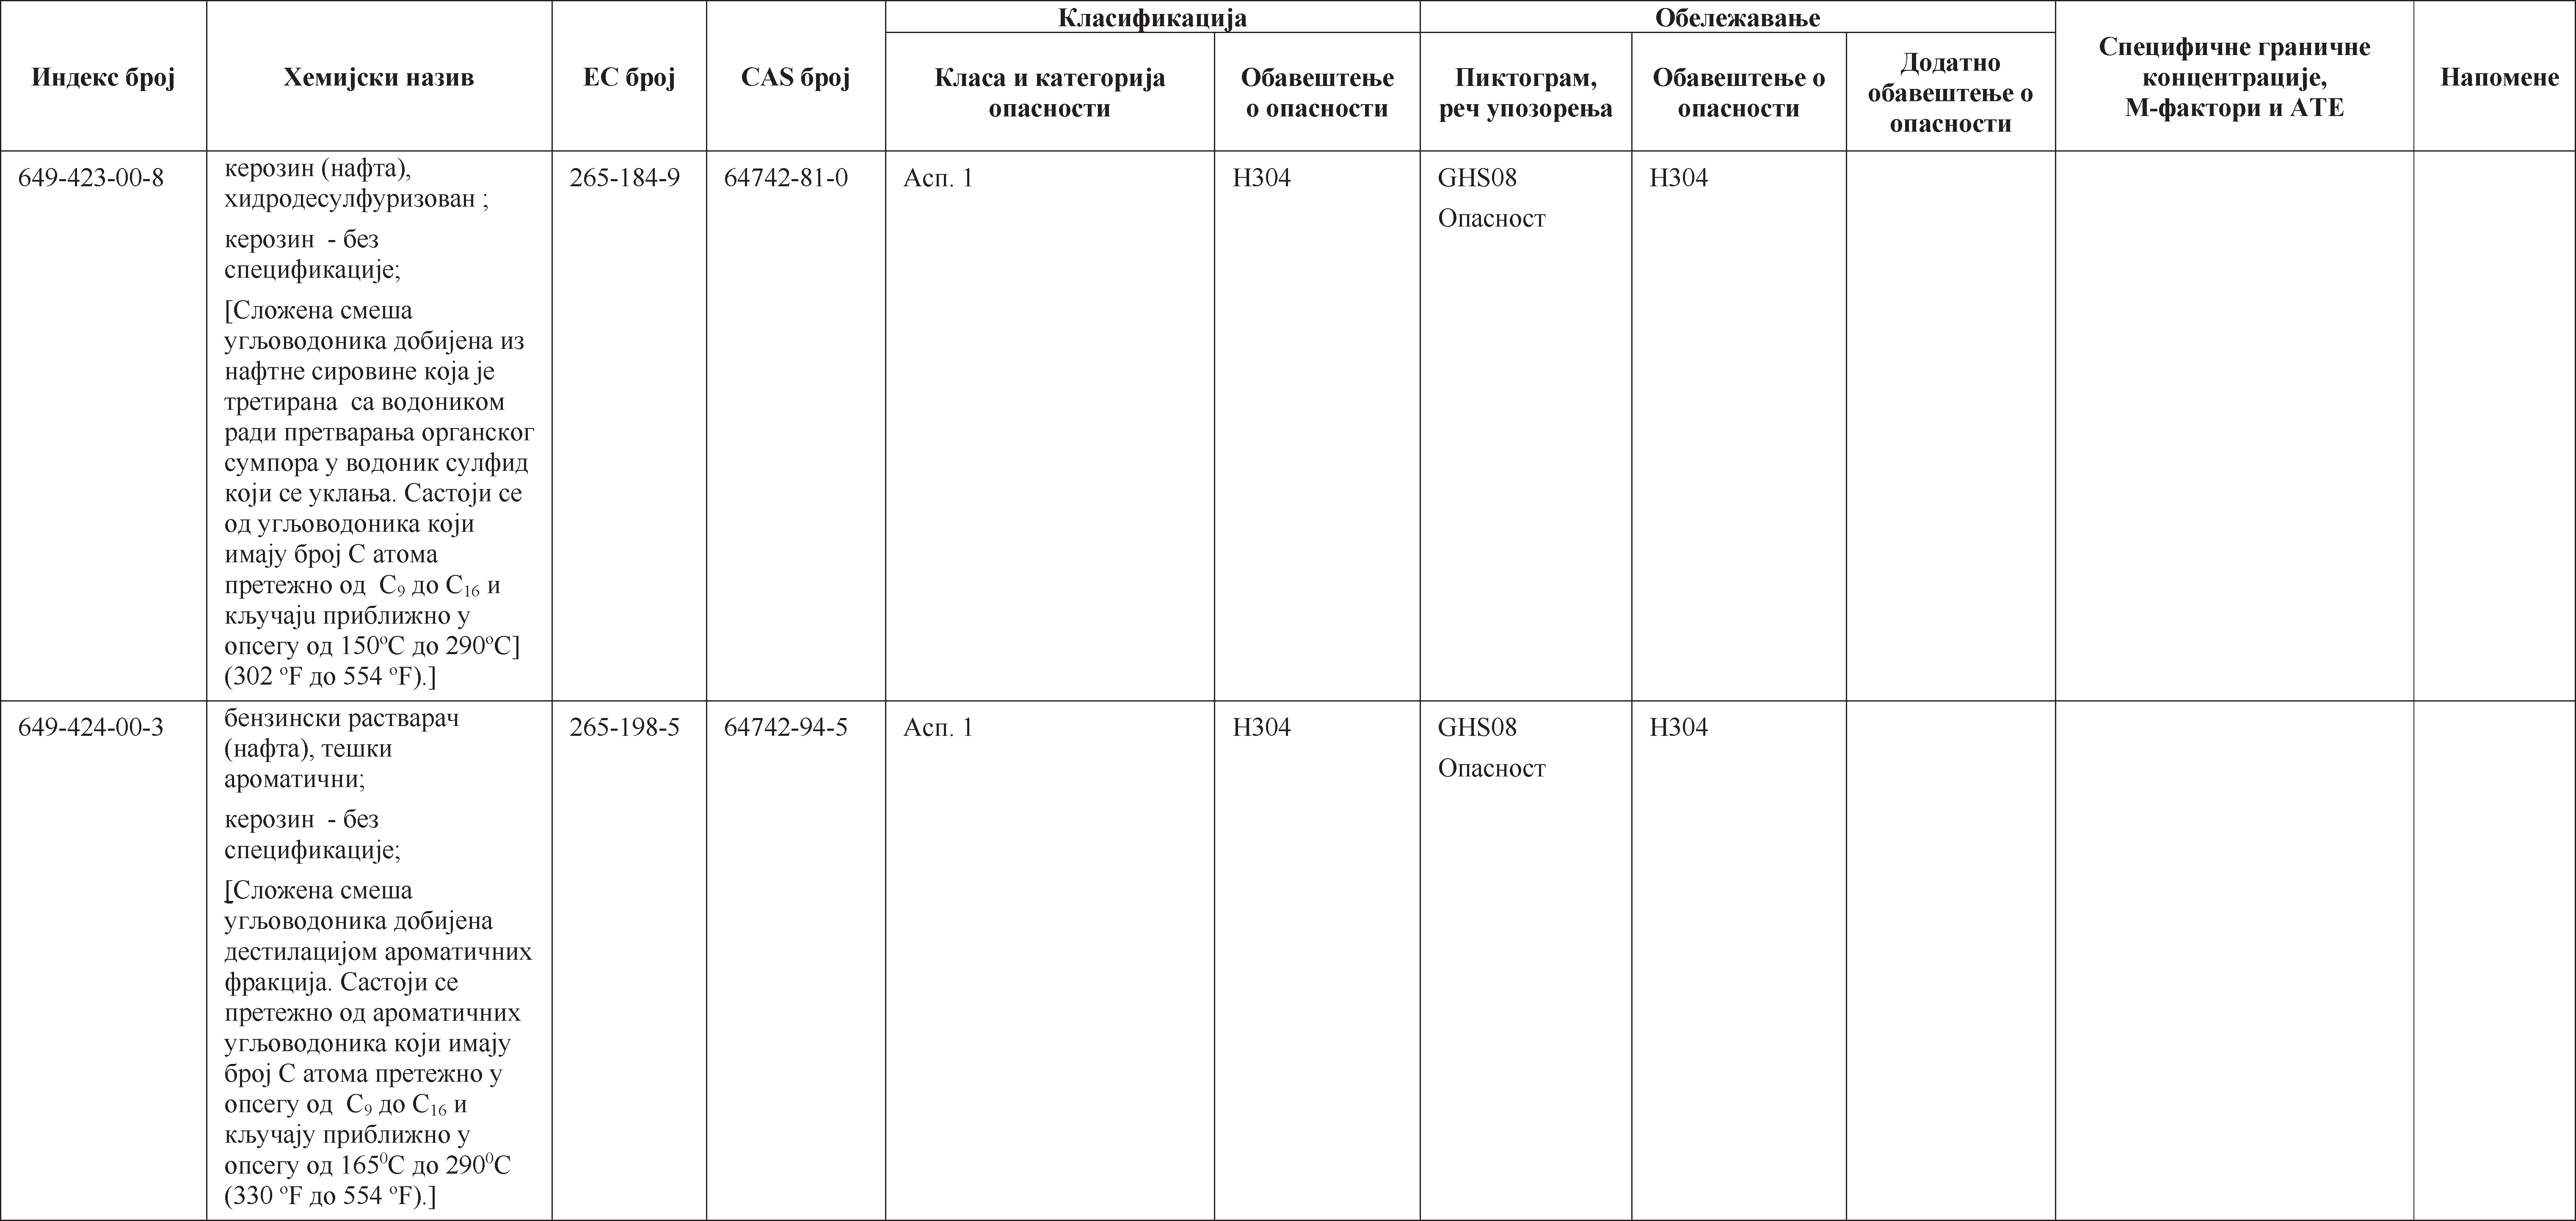 Класификација
Обележавање
Индекс број
Хемијски назив
ЕС број
CAS број
Класа и категорија
опасности
Обавештење
о опасности
Пиктограм,
реч упозорења
Обавештење о
опасности
Додатно
обавештење о
опасности
Специфичне граничне
концентрације,
М-фактори и АТЕ
Напомене
649-423-00-8
керозин (нафта),
хидродесулфуризован ;
керозин  - без
спецификације;
[Сложена смеша
угљоводоника добијена из
нафтне сировине која је
третирана  са водоником
ради претварања органског
сумпора у водоник сулфид
који се уклања. Састоји се
од угљоводоника који
имају број С атома
претежно од  C₉ до C₁₆ и
кључајu приближно у
опсегу од 150ºС до 290ºС]
(302 ºF до 554 ºF).]
265-184-9
64742-81-0
Асп. 1
H304
GHS08
Опасност
H304
649-424-00-3
бензински растварач
(нафта), тешки
ароматични;
керозин  - без
спецификације;
[Сложена смеша
угљоводоника добијена
дестилацијом ароматичних
фракција. Састоји се
претежно од ароматичних
угљоводоника који имају
број С атома претежно у
опсегу од  C₉ до C₁₆ и
кључају приближно у
опсегу од 165⁰С до 290⁰С
(330 ºF до 554 ºF).]
265-198-5
64742-94-5
Асп. 1
H304
GHS08
Опасност
H304